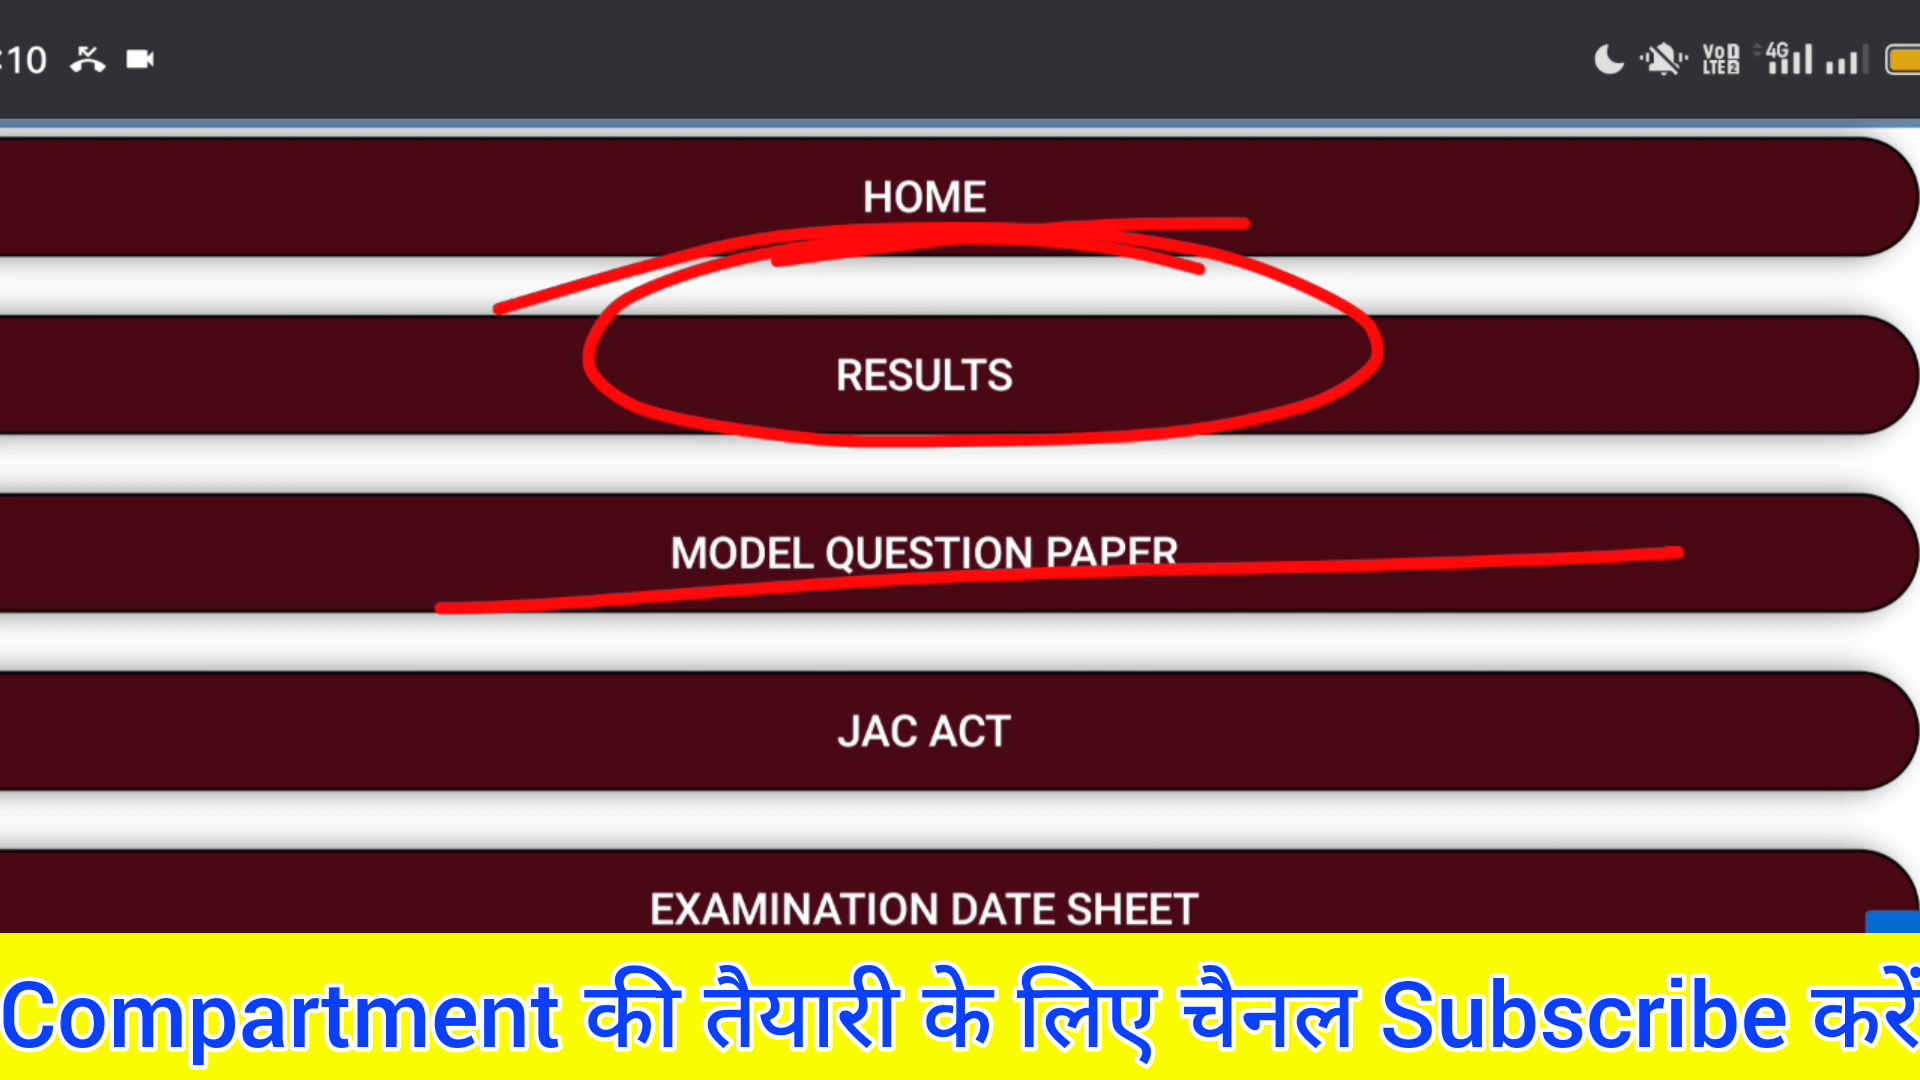 :10 VoD LTE2 4G
HOME
RESULTS
MODEL QUESTION PAPER
JAC ACT
EXAMINATION DATE SHEET
Compartment की तैयारी के लिए चैनल Subscribe करें